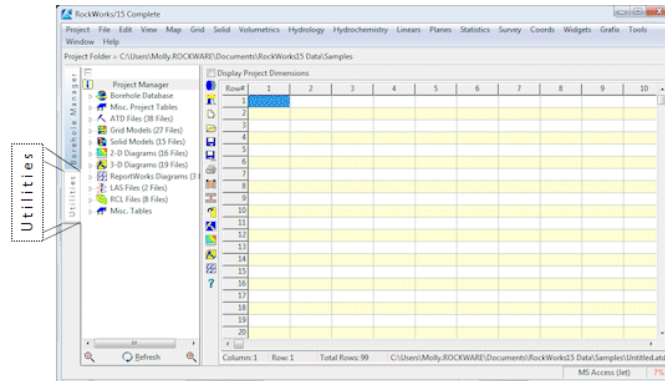 RockWorks/15 Complete
Project File Edit View Map Grid Solid Volumetrics Hydrology Hydrochemistry Linears Planes Statistics Survey Coords Widgets Grafix Tools
Window Help
Project Folder = C:\Users\Molly.ROCKWARE\Documents\RockWorks15 Data\Samples
Display Project Dimensions
Borehole Manager
Utilities
Utilities
Project Manager
Borehole Database
Misc. Project Tables
ATD Files (38 Files)
Grid Models (27 Files)
Solid Models (15 Files)
2-D Diagrams (16 Files)
3-D Diagrams (19 Files)
ReportWorks Diagrams (3
LAS Files (2 Files)
RCL Files (8 Files)
Misc. Tables
Row# 1 2 3 4 5 6 7 8 9 10
1
2
3
4
5
6
7
8
9
10
11
12
13
14
15
16
17
18
19
20
Refresh
Column: 1 Row: 1 Total Rows: 99 C:\Users\Molly.ROCKWARE\Documents\RockWorks15 Data\Samples\Untitled.atd
MS Access (Jet) 7%